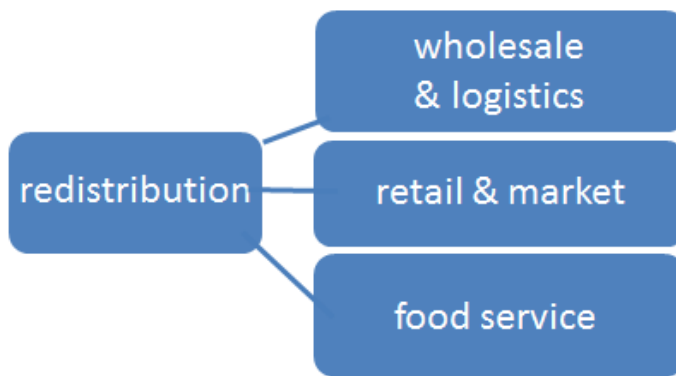 wholesale
& logistics
redistribution
retail & market
food service